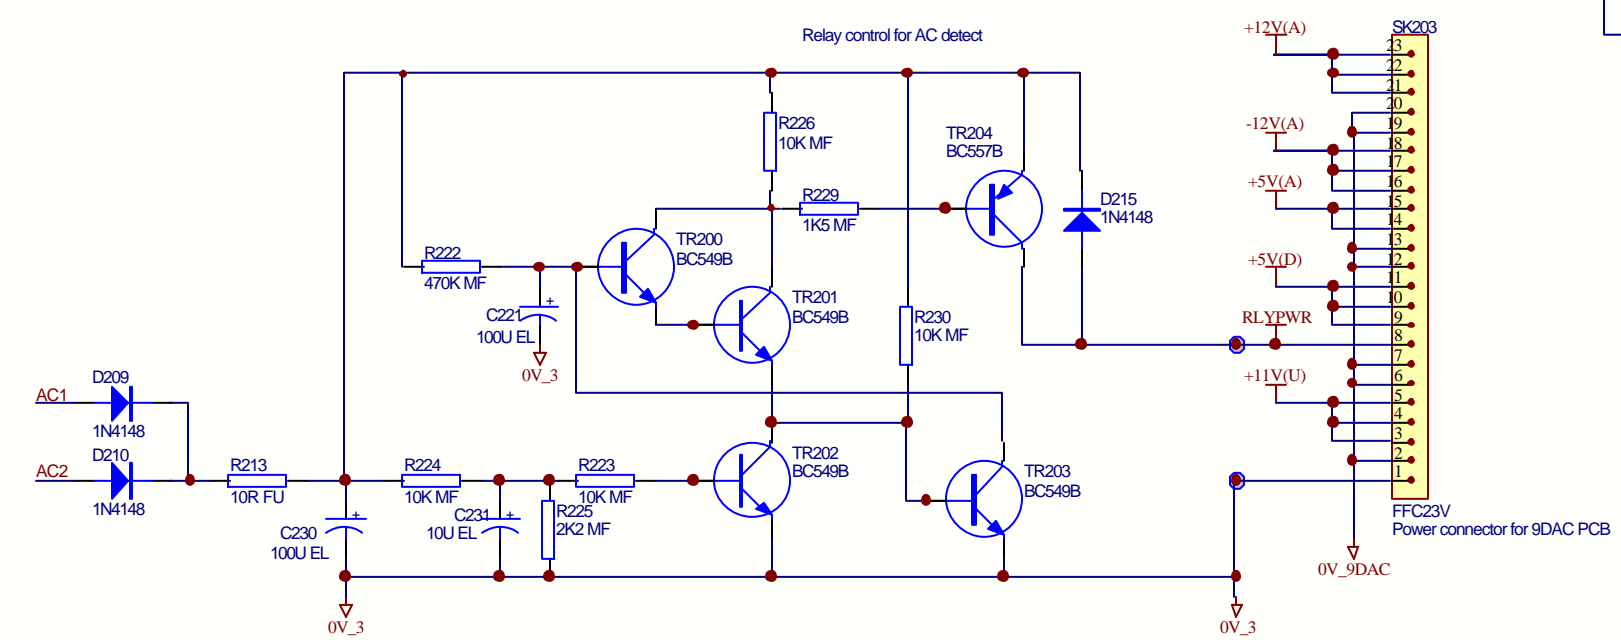 Relay control for AC detect
R226
10K MF
TR204
BC557B
R229
1K5 MF
D215
1N4148
R222
470K MF
TR200
BC549B
C221
100U EL
0V_3
TR201
BC549B
R230
10K MF
AC1
D209
1N4148
AC2
D210
1N4148
R213
10R FU
R224
10K MF
R223
10K MF
TR202
BC549B
TR203
BC549B
C230
100U EL
C231
10U EL
R225
2K2 MF
0V_3
0V_3
+12V(A)
-12V(A)
+5V(A)
+5V(D)
RLYPWR
+11V(U)
SK203
23
22
21
20
19
18
17
16
15
14
13
12
11
10
9
8
7
6
5
4
3
2
1
FFC23V
Power connector for 9DAC PCB
0V_9DAC